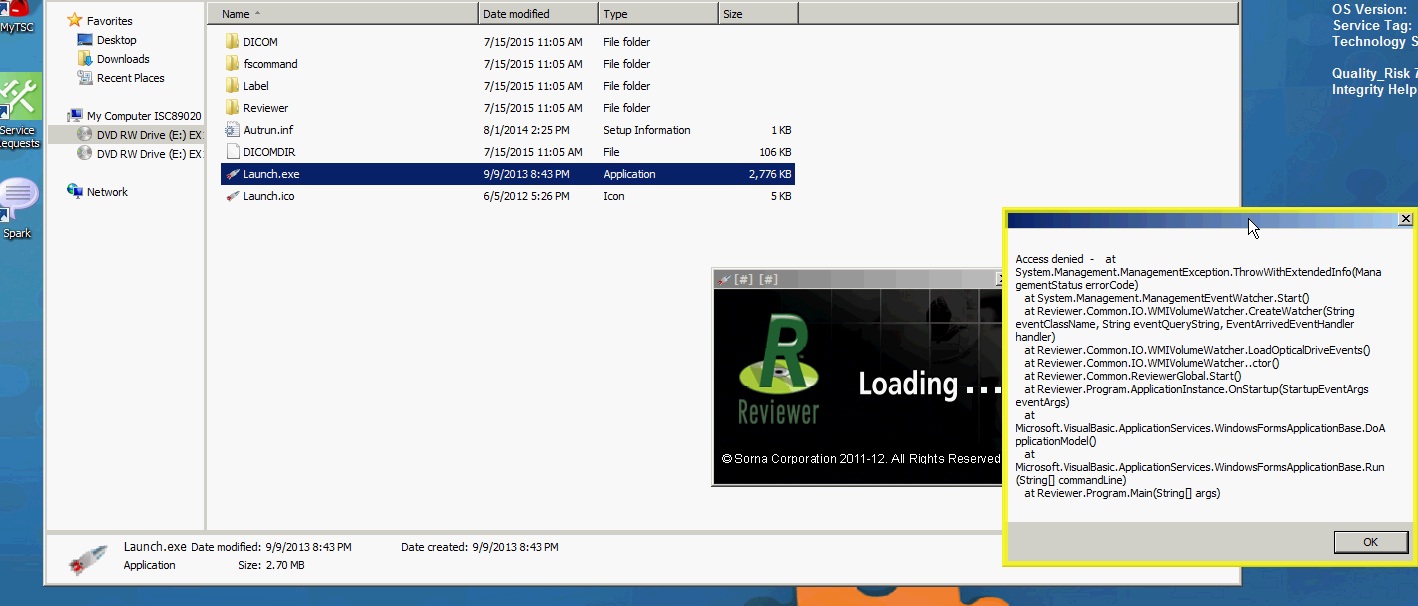 MyTSC
Service
equests
Spark
Favorites
Desktop
Downloads
Recent Places
My Computer ISC89020
DVD RW Drive (E:) EX
DVD RW Drive (E:) EX
Network
Name Date modified Type Size
DICOM 7/15/2015 11:05 AM File folder
fscommand 7/15/2015 11:05 AM File folder
Label 7/15/2015 11:05 AM File folder
Reviewer 7/15/2015 11:05 AM File folder
Autrun.inf 8/1/2014 2:25 PM Setup Information 1 KB
DICOMDIR 7/15/2015 11:05 AM File 106 KB
Launch.exe 9/9/2013 8:43 PM Application 2,776 KB
Launch.ico 6/5/2012 5:26 PM Icon 5 KB
OS Version:
Service Tag:
Technology S
Quality_Risk 7
Integrity Help
[#] [#]
R
Reviewer
Loading ...
© Sorna Corporation 2011-12. All Rights Reserved
Access denied - at
System.Management.ManagementException.ThrowWithExtendedInfo(Mana
gementStatus errorCode)
at System.Management.ManagementEventWatcher.Start()
at Reviewer.Common.IO.WMIVolumeWatcher.CreateWatcher(String
eventClassName, String eventQueryString, EventArrivedEventHandler
handler)
at Reviewer.Common.IO.WMIVolumeWatcher.LoadOpticalDriveEvents()
at Reviewer.Common.IO.WMIVolumeWatcher..ctor()
at Reviewer.Common.ReviewerGlobal.Start()
at Reviewer.Program.ApplicationInstance.OnStartup(StartupEventArgs
eventArgs)
at
Microsoft.VisualBasic.ApplicationServices.WindowsFormsApplicationBase.DoA
pplicationModel()
at
Microsoft.VisualBasic.ApplicationServices.WindowsFormsApplicationBase.Run
(String[] commandLine)
at Reviewer.Program.Main(String[] args)
OK
Launch.exe Date modified: 9/9/2013 8:43 PM Date created: 9/9/2013 8:43 PM
Application Size: 2.70 MB